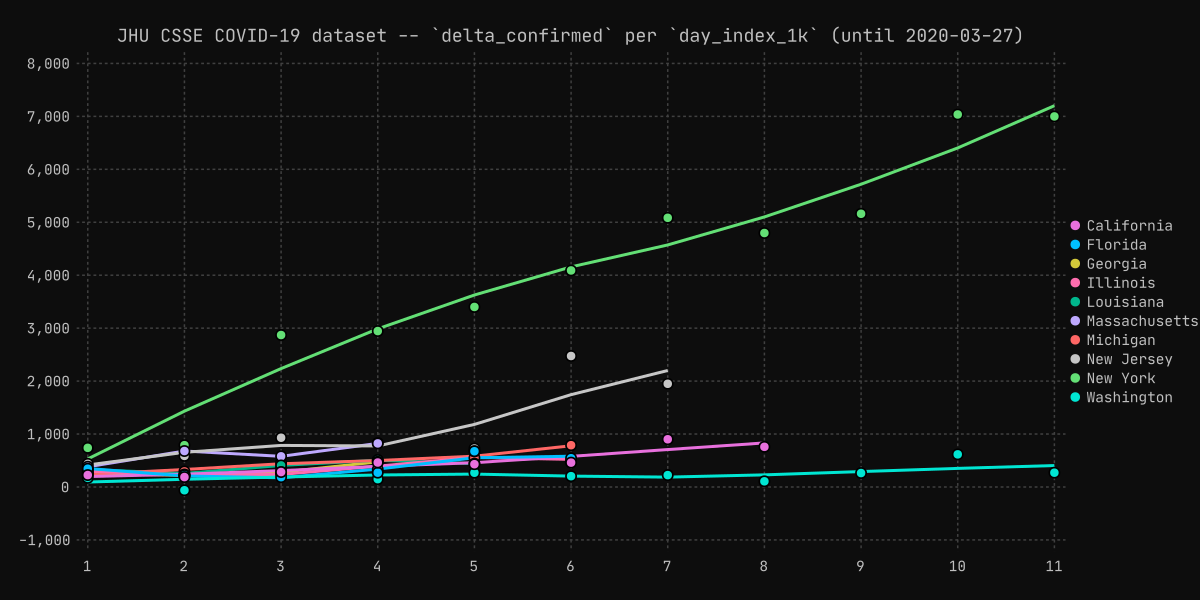 JHU CSSE COVID-19 dataset -- `delta_confirmed` per `day_index_1k` (until 2020-03-27)
8,000
7,000
6,000
5,000
4,000
3,000
2,000
1,000
0
-1,000
1 2 3 4 5 6 7 8 9 10 11
California
Florida
Georgia
Illinois
Louisiana
Massachusetts
Michigan
New Jersey
New York
Washington